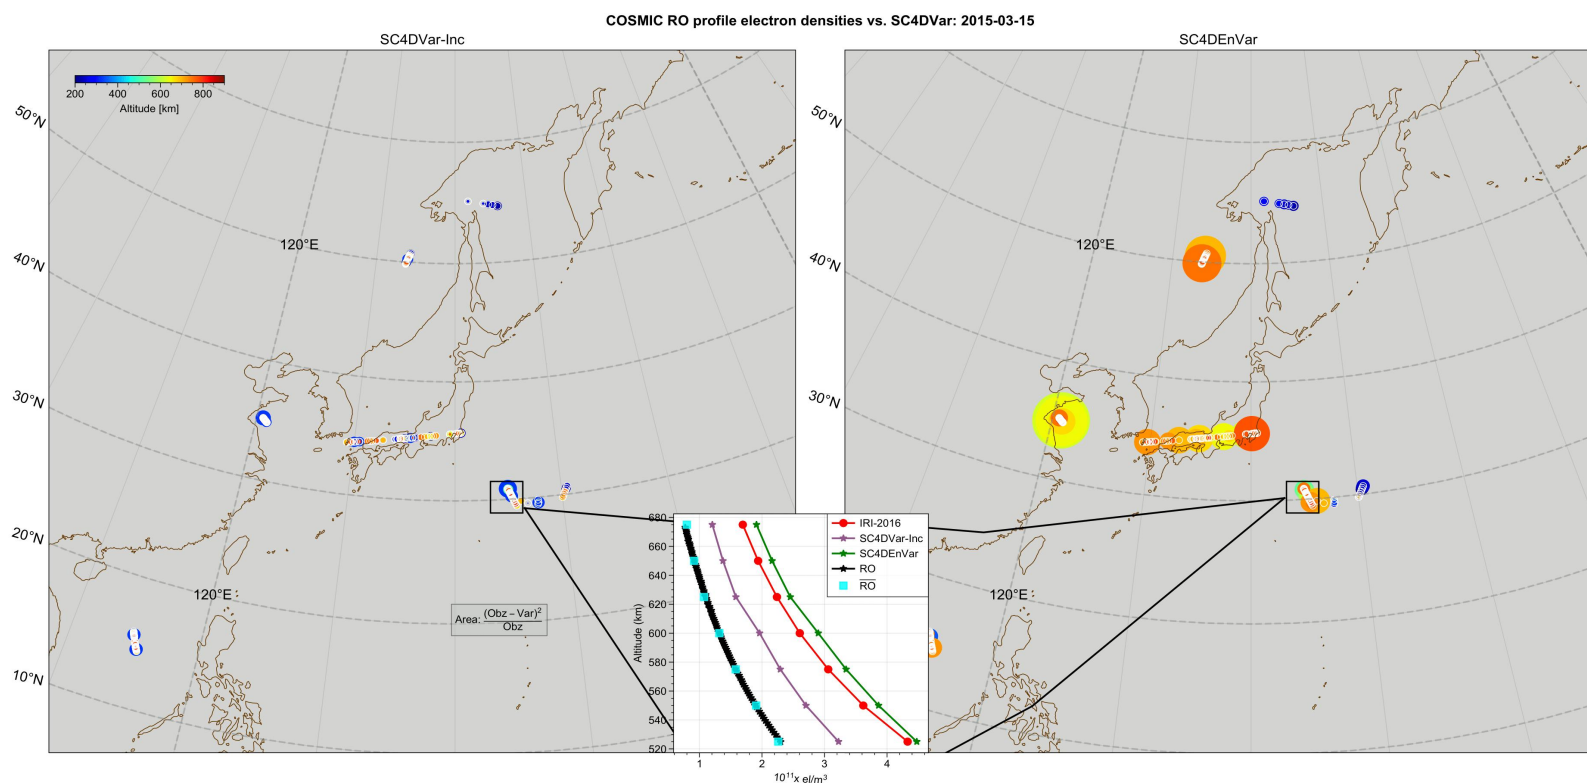 COSMIC RO profile electron densities vs. SC4DVar: 2015-03-15
SC4DVar-Inc
SC4DEnVar
200 400 600 800
Altitude [km]
50°N
40°N
30°N
20°N
10°N
120°E
120°E
Area: (Obz – Var)²
Obz
50°N
40°N
30°N
120°E
120°E
680
660
640
620
600
580
560
540
520
Altitude (km)
1 2 3 4
10¹¹x el/m³
IRI-2016
SC4DVar-Inc
SC4DEnVar
RO
R̅O̅